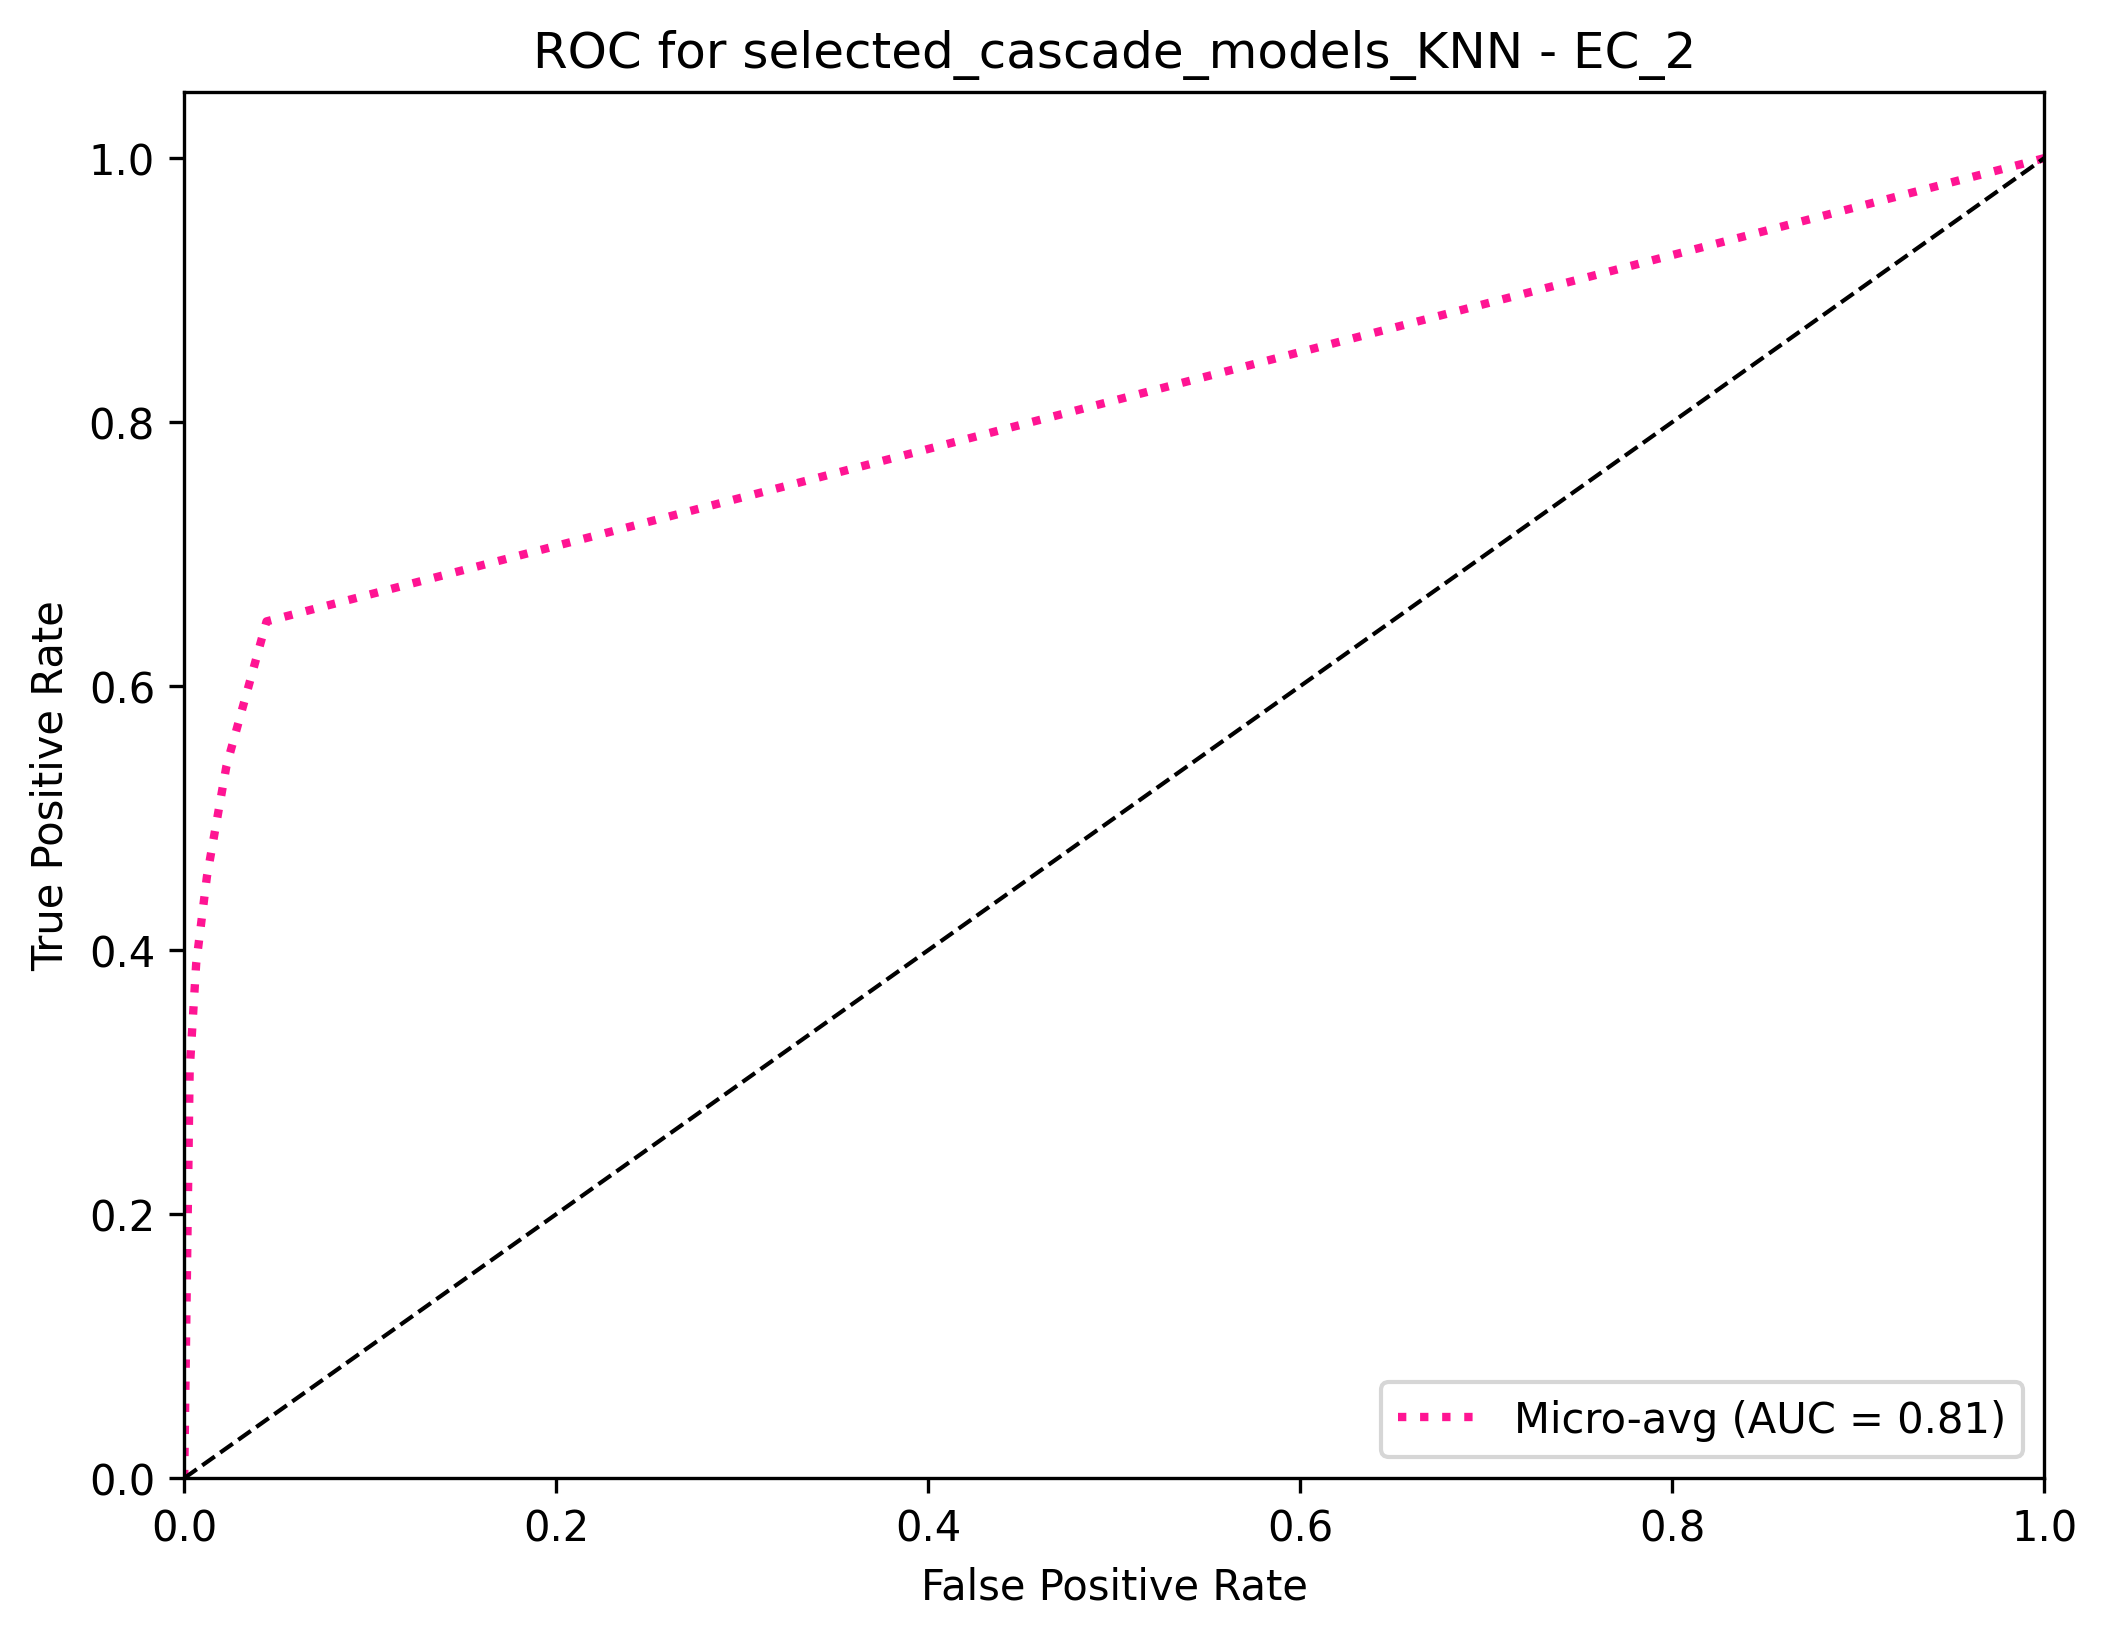 ROC for selected_cascade_models_KNN - EC_2
True Positive Rate
1.0
0.8
0.6
0.4
0.2
0.0
0.0 0.2 0.4 0.6 0.8 1.0
False Positive Rate
Micro-avg (AUC = 0.81)